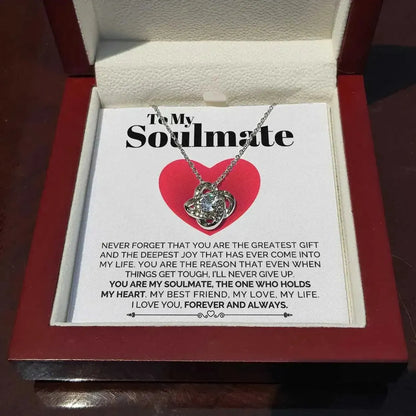 To My
Soulmate
NEVER FORGET THAT YOU ARE THE GREATEST GIFT
AND THE DEEPEST JOY THAT HAS EVER COME INTO
MY LIFE. YOU ARE THE REASON THAT EVEN WHEN
THINGS GET TOUGH, I'LL NEVER GIVE UP.
YOU ARE MY SOULMATE, THE ONE WHO HOLDS
MY HEART. MY BEST FRIEND, MY LOVE, MY LIFE.
I LOVE YOU, FOREVER AND ALWAYS.